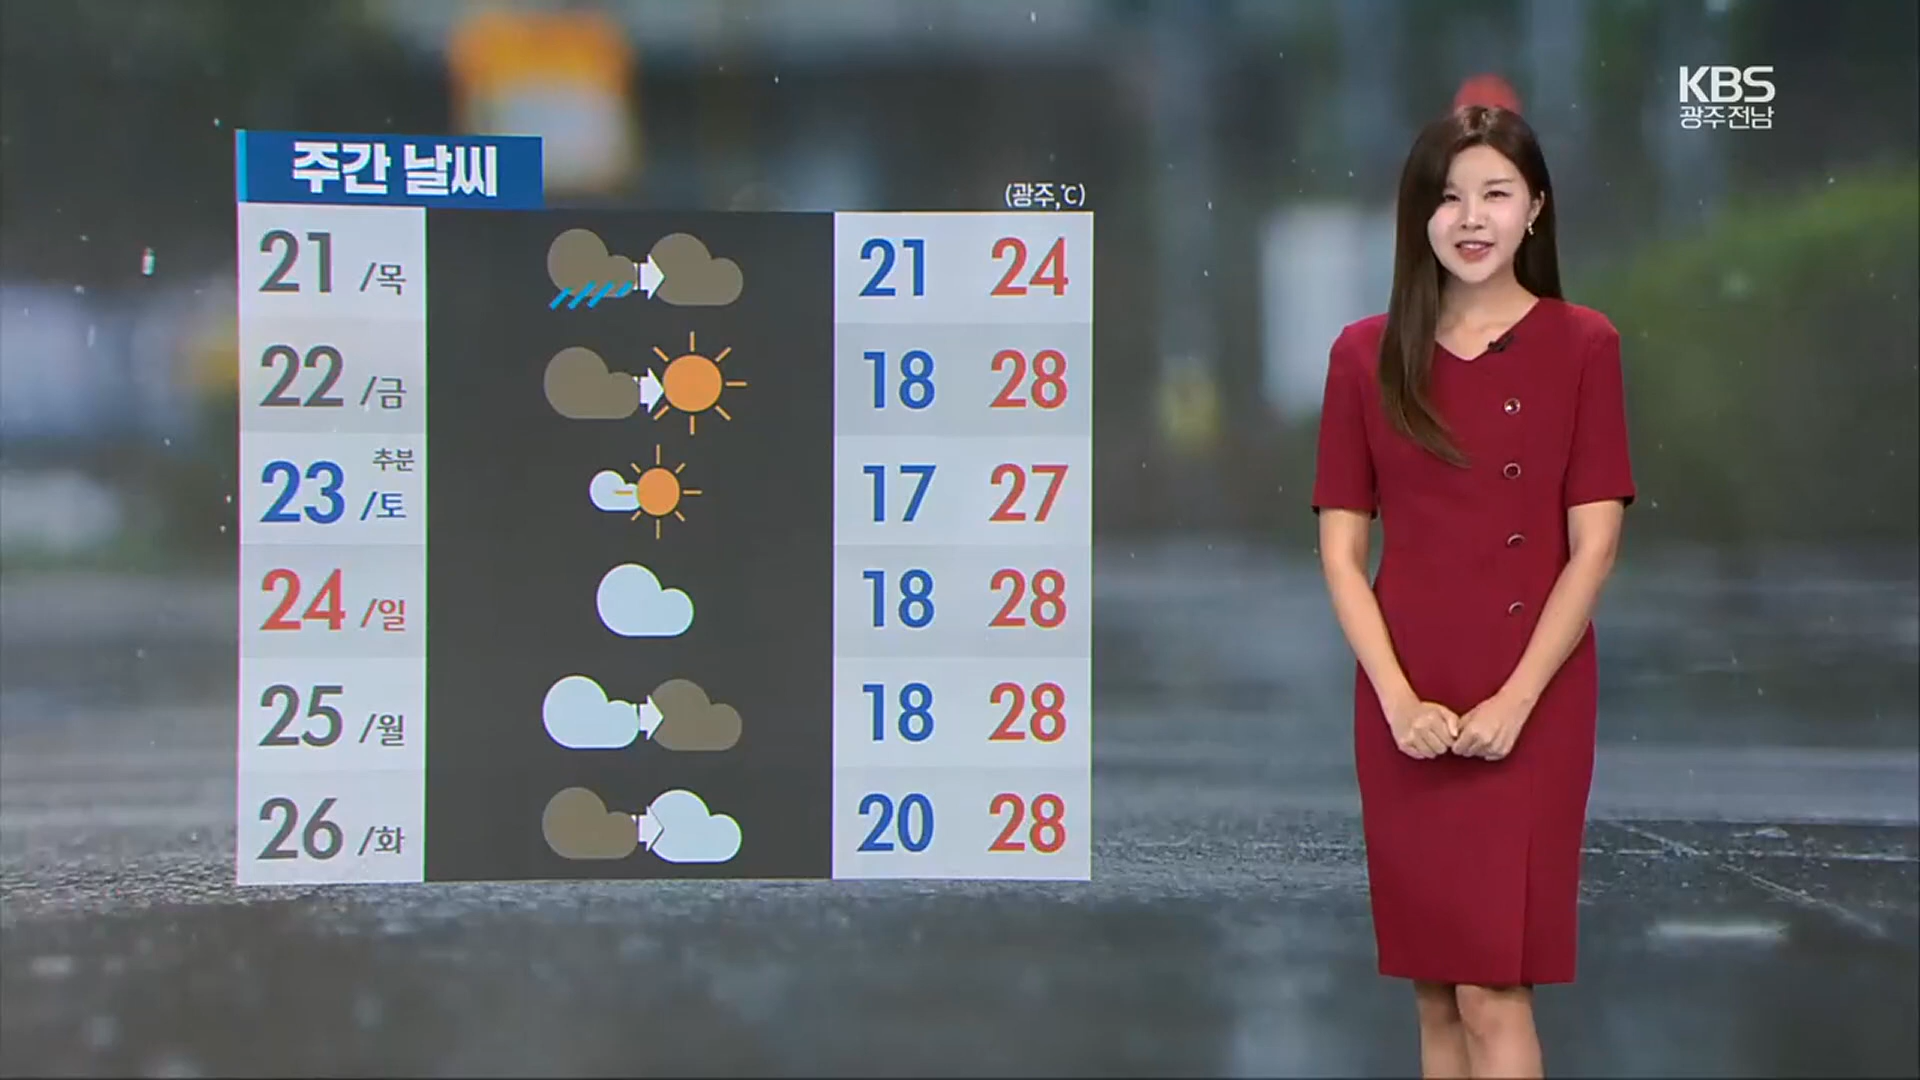 KBS
광주전남
주간 날씨
(광주,℃)
21 /목 21 24
22 /금 18 28
추분
23 /토 17 27
24 /일 18 28
25 /월 18 28
26 /화 20 28